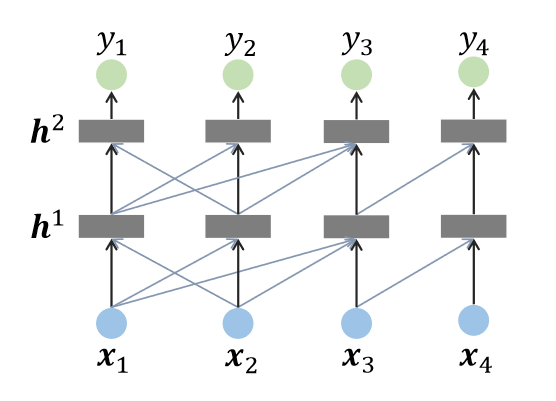 y₁ y₂ y₃ y₄
h²
h¹
x₁ x₂ x₃ x₄